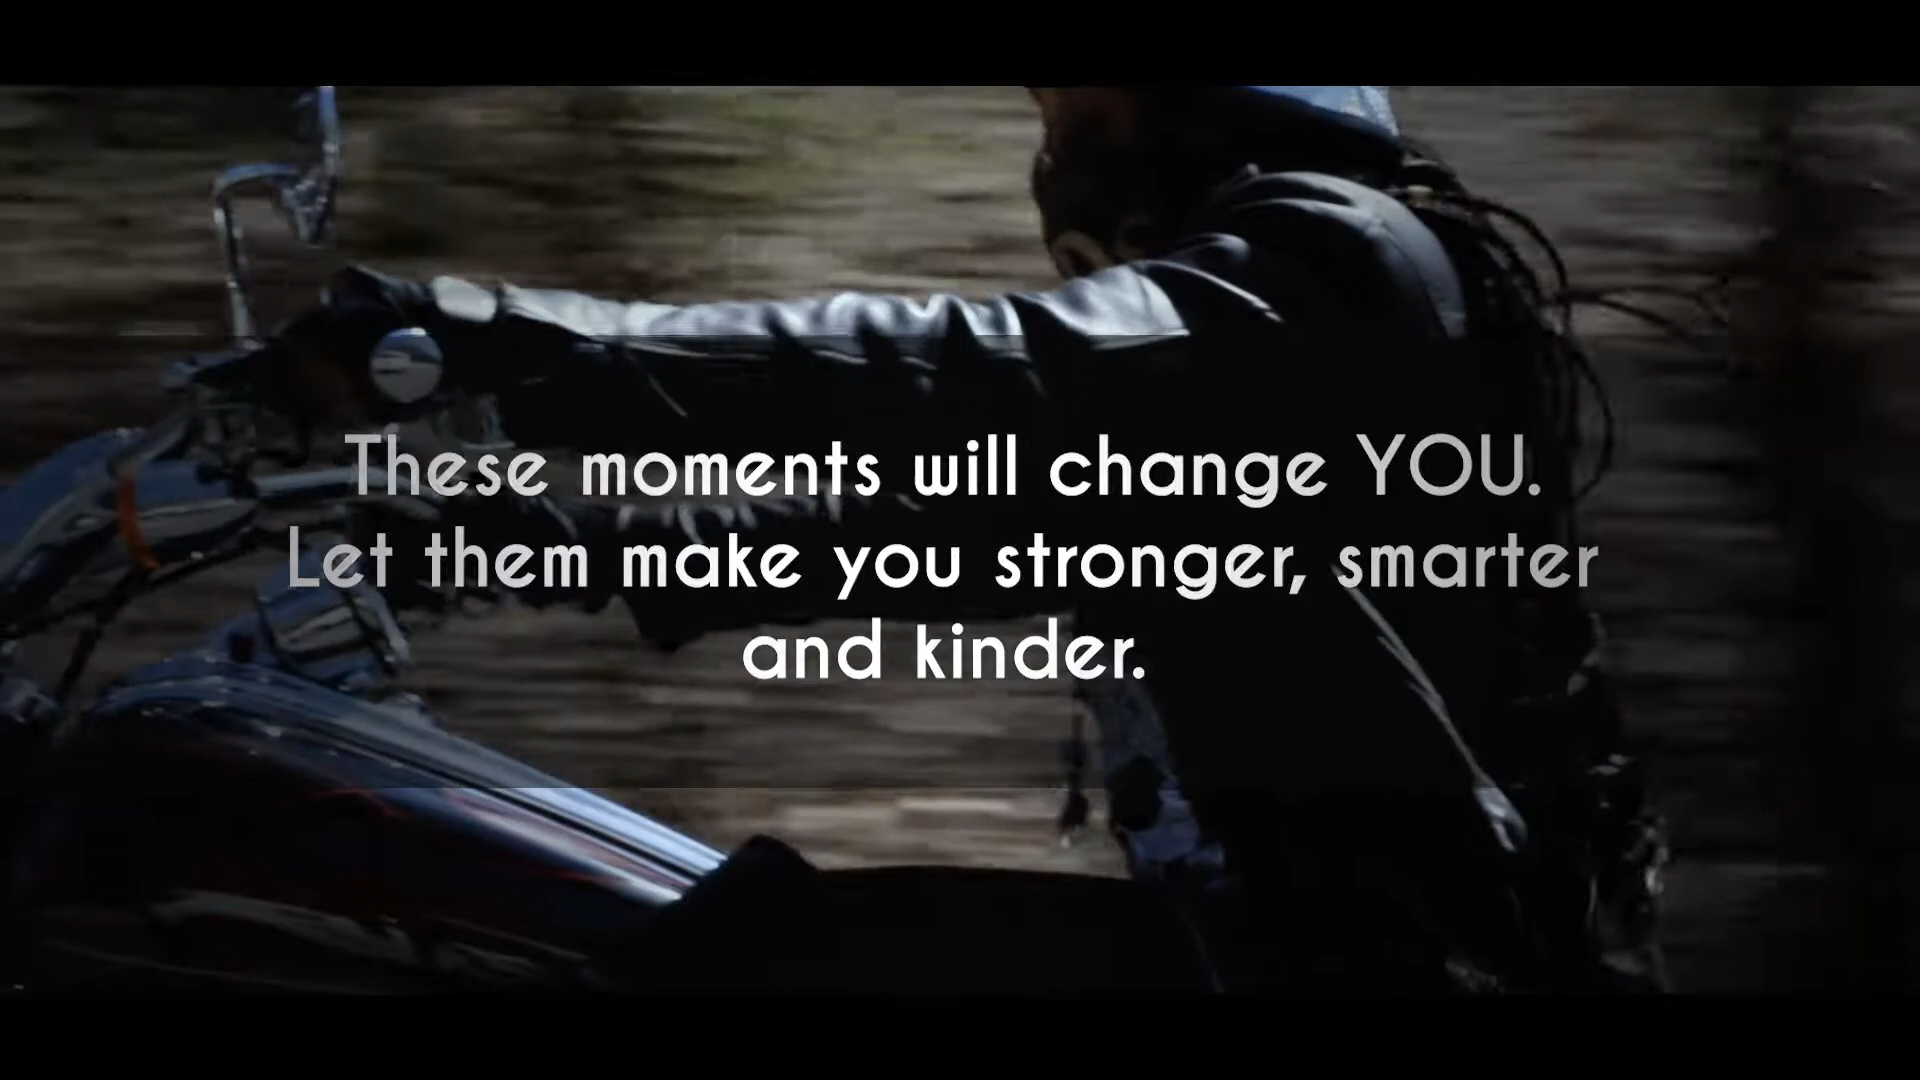 These moments will change YOU.
Let them make you stronger, smarter
and kinder.